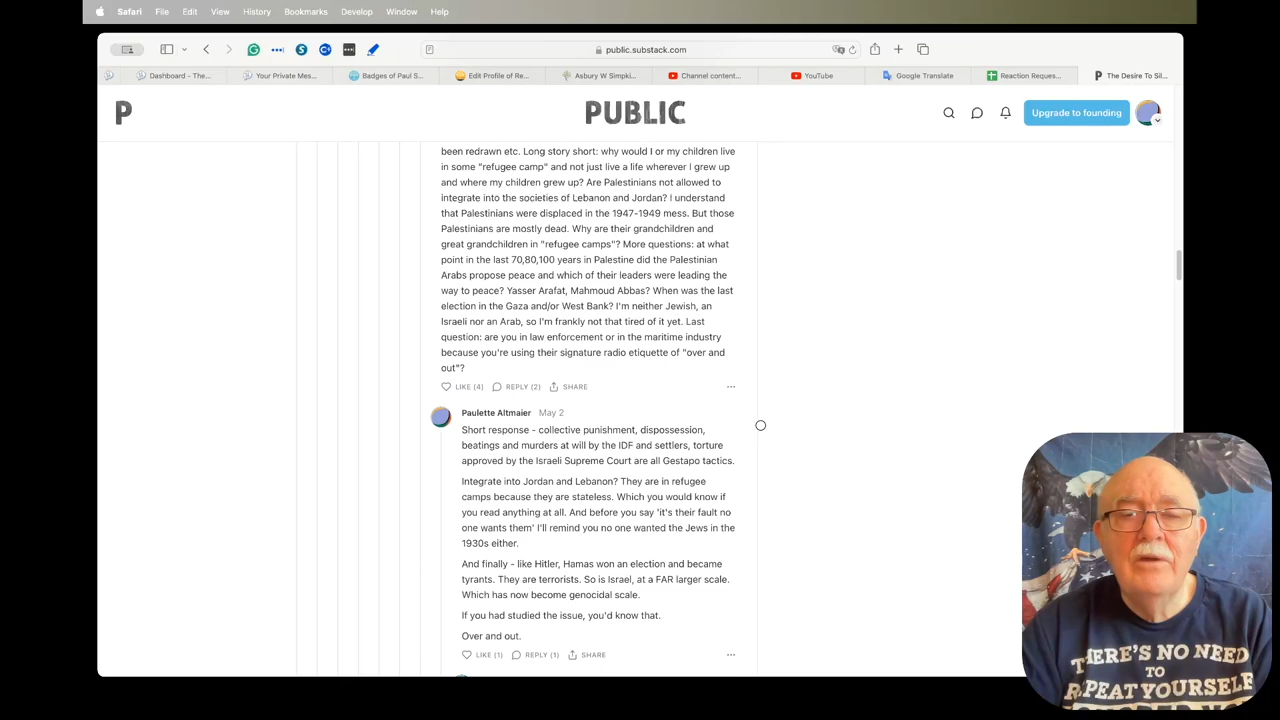 Safari File Edit View History Bookmarks Develop Window Help
public.substack.com
Dashboard - The... Your Private Mes... Badges of Paul S... Edit Profile of Re... Asbury W Simpki... Channel content... YouTube Google Translate Reaction Reques... The Desire To Sil...
P PUBLIC Upgrade to founding
been redrawn etc. Long story short: why would I or my children live
in some "refugee camp" and not just live a life wherever I grew up
and where my children grew up? Are Palestinians not allowed to
integrate into the societies of Lebanon and Jordan? I understand
that Palestinians were displaced in the 1947-1949 mess. But those
Palestinians are mostly dead. Why are their grandchildren and
great grandchildren in "refugee camps"? More questions: at what
point in the last 70,80,100 years in Palestine did the Palestinian
Arabs propose peace and which of their leaders were leading the
way to peace? Yasser Arafat, Mahmoud Abbas? When was the last
election in the Gaza and/or West Bank? I'm neither Jewish, an
Israeli nor an Arab, so I'm frankly not that tired of it yet. Last
question: are you in law enforcement or in the maritime industry
because you're using their signature radio etiquette of "over and
out"?
LIKE (4) REPLY (2) SHARE
Paulette Altmaier May 2
Short response - collective punishment, dispossession,
beatings and murders at will by the IDF and settlers, torture
approved by the Israeli Supreme Court are all Gestapo tactics.
Integrate into Jordan and Lebanon? They are in refugee
camps because they are stateless. Which you would know if
you read anything at all. And before you say 'it's their fault no
one wants them' I'll remind you no one wanted the Jews in the
1930s either.
And finally - like Hitler, Hamas won an election and became
tyrants. They are terrorists. So is Israel, at a FAR larger scale.
Which has now become genocidal scale.
If you had studied the issue, you'd know that.
Over and out.
LIKE (1) REPLY (1) SHARE
THERE'S NO NEED
TO
REPEAT YOURSELF